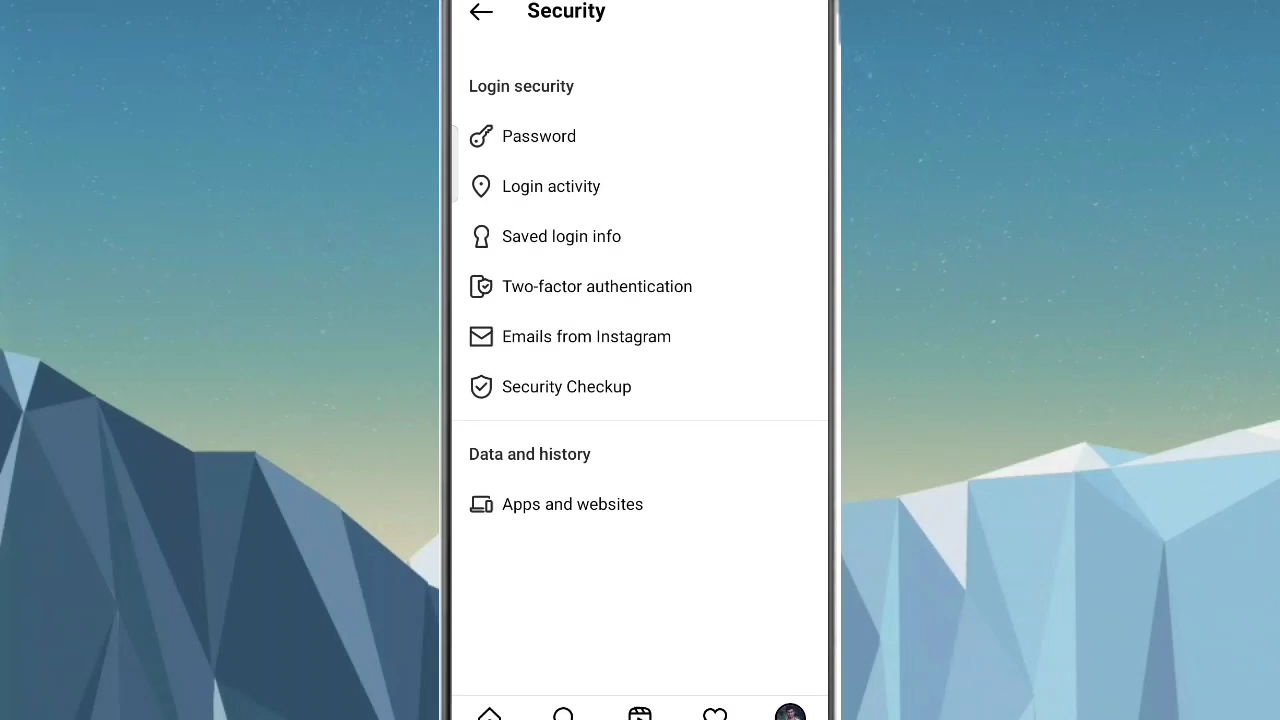 Security
Login security
Password
Login activity
Saved login info
Two-factor authentication
Emails from Instagram
Security Checkup
Data and history
Apps and websites